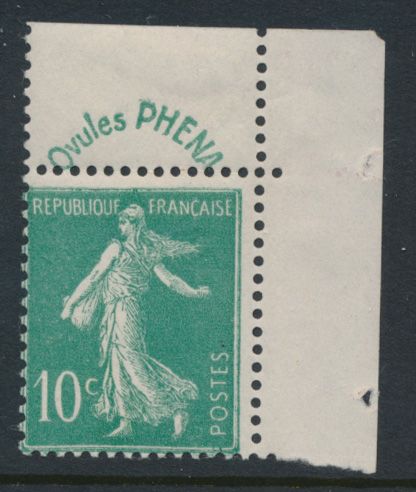 Ovules PHENA
REPUBLIQUE FRANÇAISE
10c
POSTES